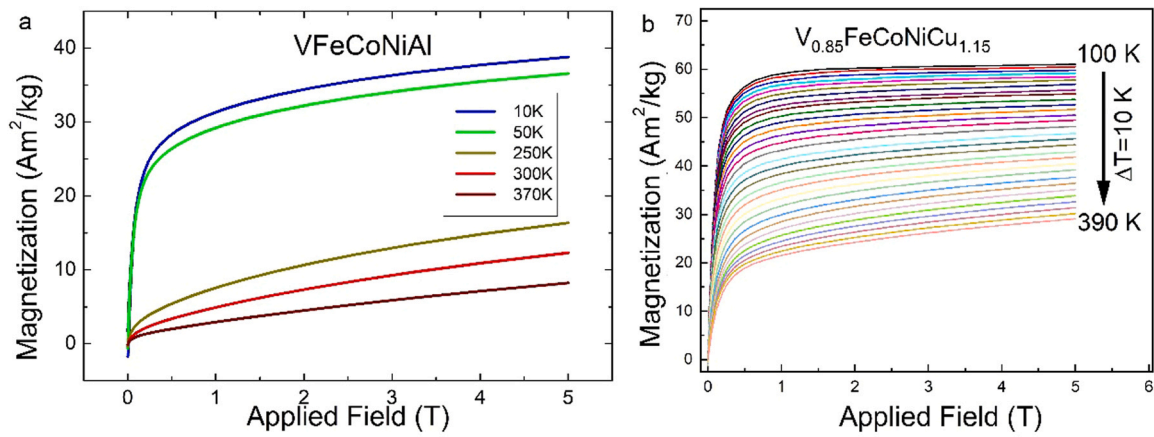 a
VFeCoNiAl
Magnetization (Am²/kg)
40
30
20
10
0
10K
50K
250K
300K
370K
0
1
2
3
4
5
Applied Field (T)
b
V₀.₈₅FeCoNiCu₁.₁₅
Magnetization (Am²/kg)
70
60
50
40
30
20
10
0
100 K
ΔT=10 K
390 K
0
1
2
3
4
5
6
Applied Field (T)